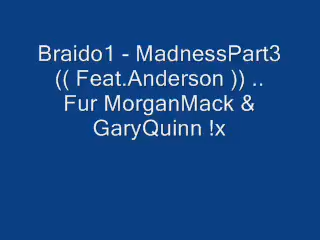 Braido1 - MadnessPart3
(( Feat.Anderson )) ..
Fur MorganMack &
GaryQuinn !x